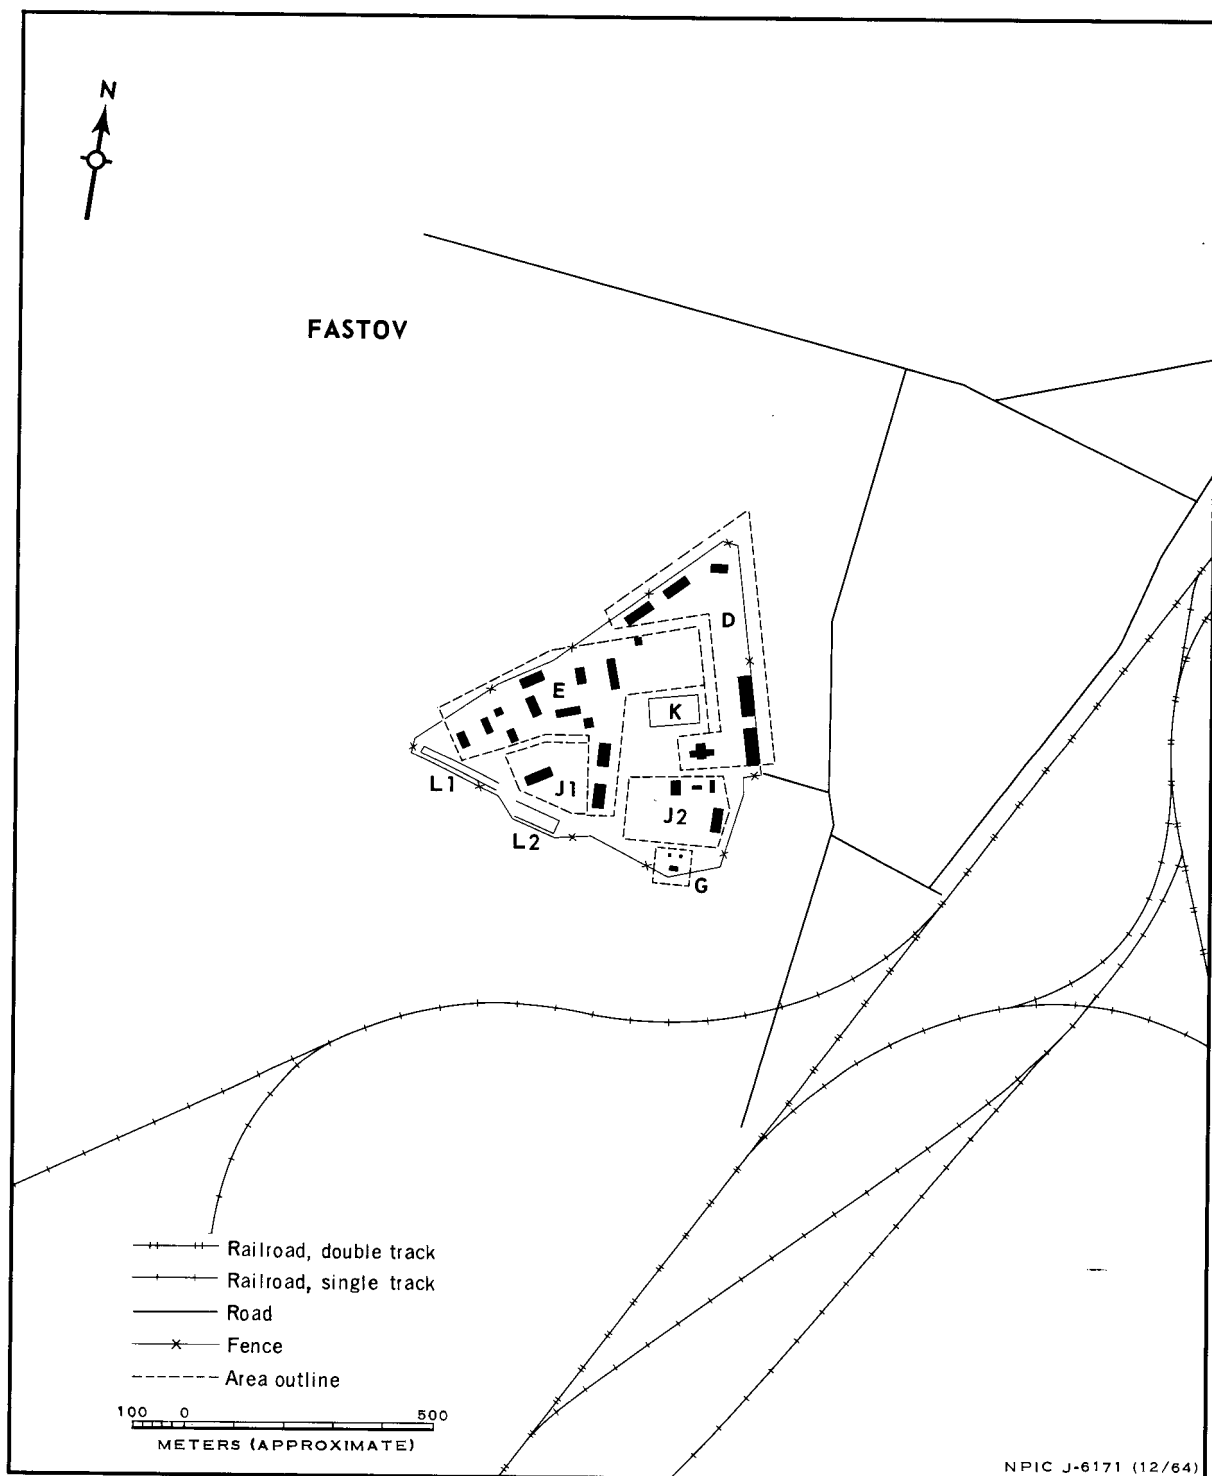 N
FASTOV
D
E
K
L1
J1
J2
L2
G
Railroad, double track
Railroad, single track
Road
Fence
Area outline
100 0 500
METERS (APPROXIMATE)
NPIC J-6171 (12/64)